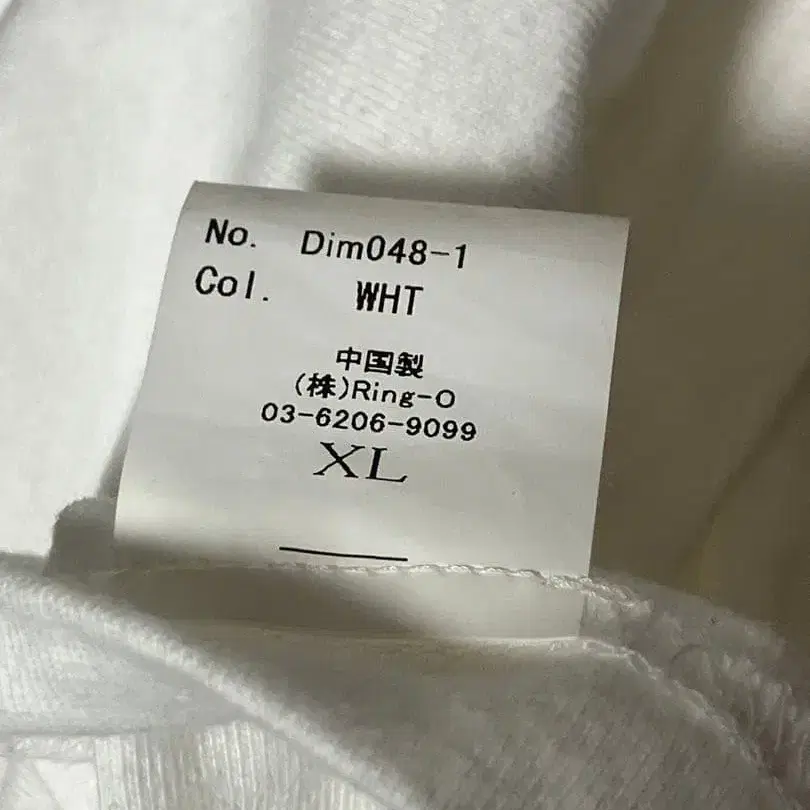 No. Dim048-1
Col. WHT
中国製
(株)Ring-O
03-6206-9099
XL